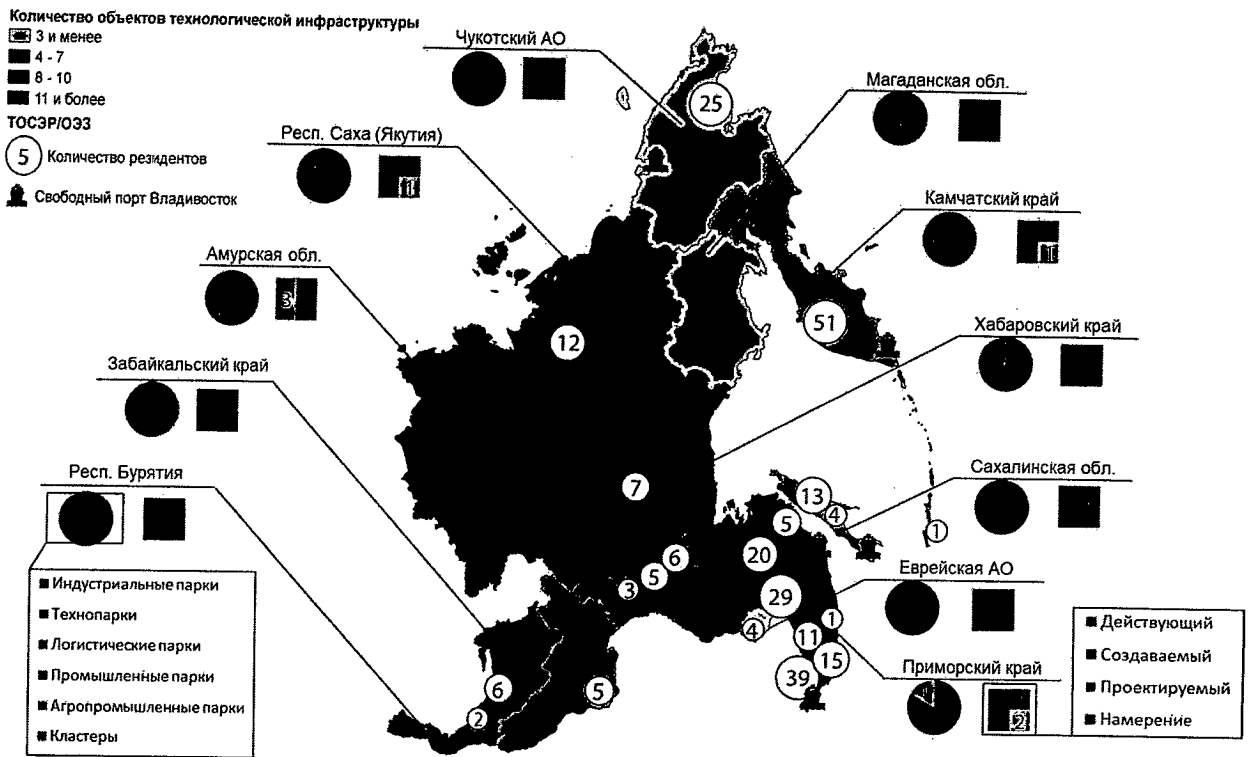 Количество объектов технологической инфраструктуры
3 и менее
4 - 7
8 - 10
11 и более
ТОСЭР/ОЭЗ
5 Количество резидентов
Свободный порт Владивосток
Чукотский АО
25
Магаданская обл.
Респ. Саха (Якутия)
1
Камчатский край
1
Амурская обл.
3
51
12
Хабаровский край
Забайкальский край
Респ. Бурятия
7
Сахалинская обл.
13
4
5
1
6
20
5
3
Еврейская АО
29
4
1
11
15
Приморский край
39
2
6
5
2
Индустриальные парки
Технопарки
Логистические парки
Промышленные парки
Агропромышленные парки
Кластеры
Действующий
Создаваемый
Проектируемый
Намерение